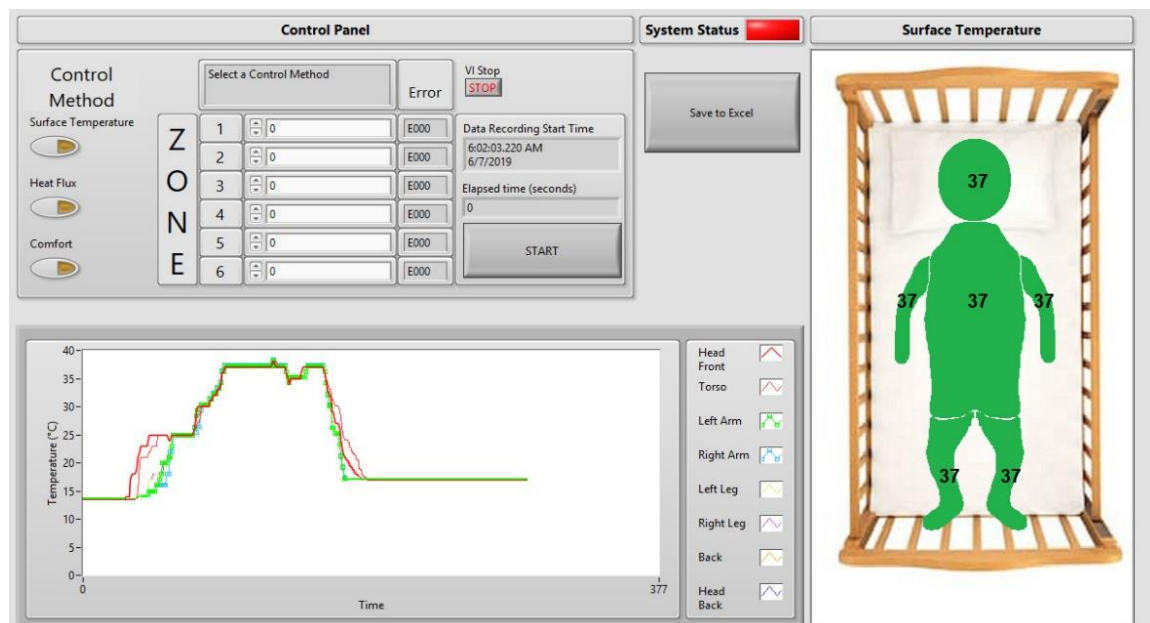 Control Panel
System Status
Surface Temperature
Control
Method
Surface Temperature
Heat Flux
Comfort
Select a Control Method
Error
VI Stop
STOP
Z
O
N
E
1 0 E000
2 0 E000
3 0 E000
4 0 E000
5 0 E000
6 0 E000
Data Recording Start Time
6:02:03.220 AM
6/7/2019
Elapsed time (seconds)
0
START
Save to Excel
37
37 37 37
37 37
Temperature (°C)
40
35
30
25
20
15
10
5
0
0 377
Time
Head
Front
Torso
Left Arm
Right Arm
Left Leg
Right Leg
Back
Head
Back